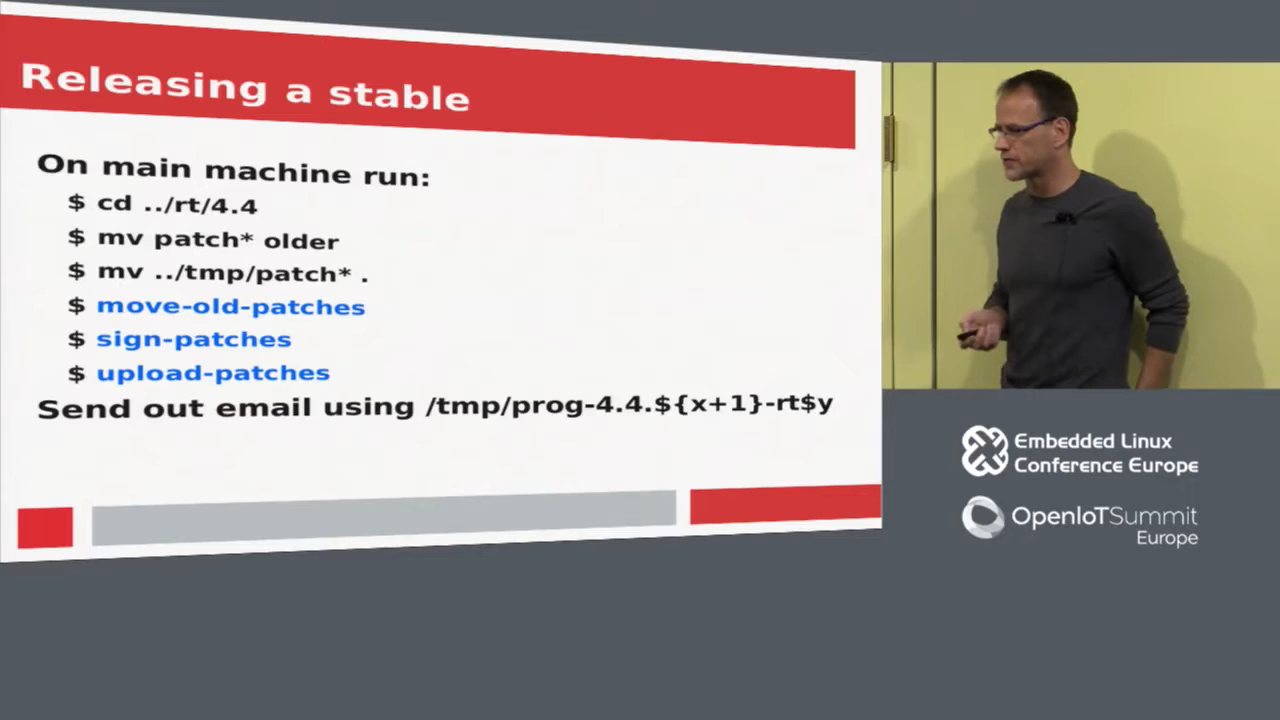 Releasing a stable
On main machine run:
$ cd ../rt/4.4
$ mv patch* older
$ mv ../tmp/patch* .
$ move-old-patches
$ sign-patches
$ upload-patches
Send out email using /tmp/prog-4.4.${x+1}-rt$y
Embedded Linux
Conference Europe
OpenIoTSummit
Europe